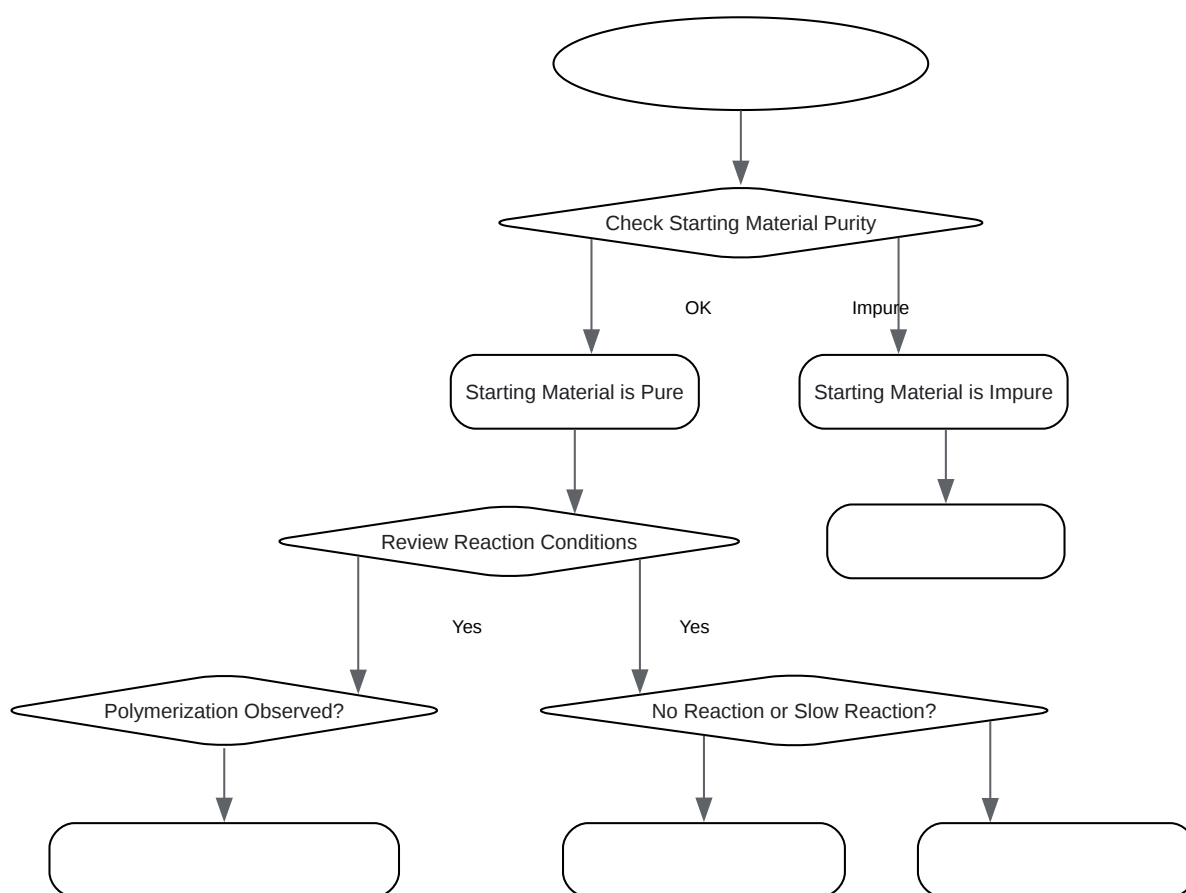 Check Starting Material Purity
OK
Impure
Starting Material is Pure
Starting Material is Impure
Review Reaction Conditions
Yes
Yes
Polymerization Observed?
No Reaction or Slow Reaction?